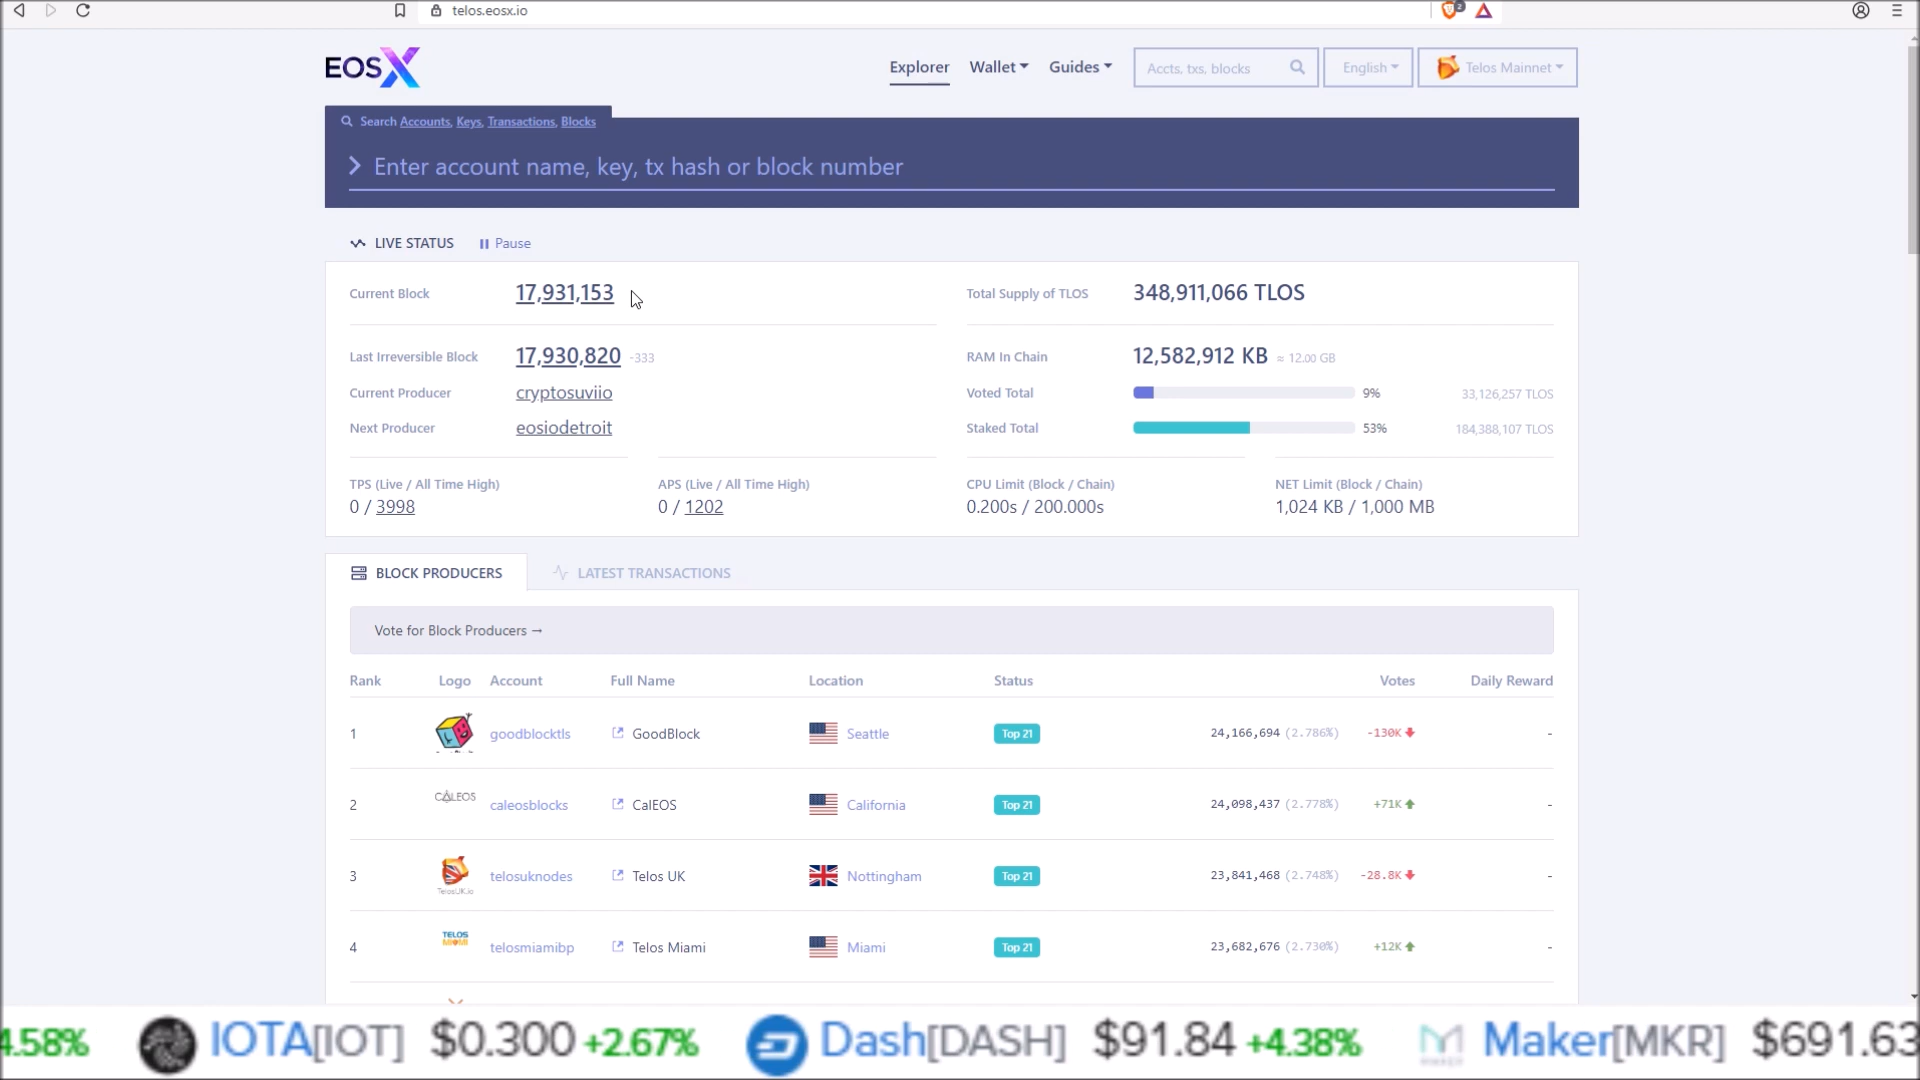 telos.eosx.io
2
EOSX
Explorer Wallet Guides Accts, txs, blocks English Telos Mainnet
Search Accounts, Keys, Transactions, Blocks
Enter account name, key, tx hash or block number
LIVE STATUS Pause
Current Block 17,931,153 Total Supply of TLOS 348,911,066 TLOS
Last Irreversible Block 17,930,820 -333 RAM In Chain 12,582,912 KB ≈ 12.00 GB
Current Producer cryptosuviio Voted Total 9% 33,126,257 TLOS
Next Producer eosiodetroit Staked Total 53% 184,388,107 TLOS
TPS (Live / All Time High) APS (Live / All Time High) CPU Limit (Block / Chain) NET Limit (Block / Chain)
0 / 3998 0 / 1202 0.200s / 200.000s 1,024 KB / 1,000 MB
BLOCK PRODUCERS LATEST TRANSACTIONS
Vote for Block Producers →
Rank Logo Account Full Name Location Status Votes Daily Reward
1 goodblocktls GoodBlock Seattle Top 21 24,166,694 (2.786%) -130K -
2 CALEOS caleosblocks CalEOS California Top 21 24,098,437 (2.778%) +71K -
3 TelosUK.io telosuknodes Telos UK Nottingham Top 21 23,841,468 (2.748%) -28.8K -
4 TELOS MIAMI telosmiamibp Telos Miami Miami Top 21 23,682,676 (2.730%) +12K -
4.58% IOTA[IOT] $0.300 +2.67% Dash[DASH] $91.84 +4.38% Maker[MKR] $691.63